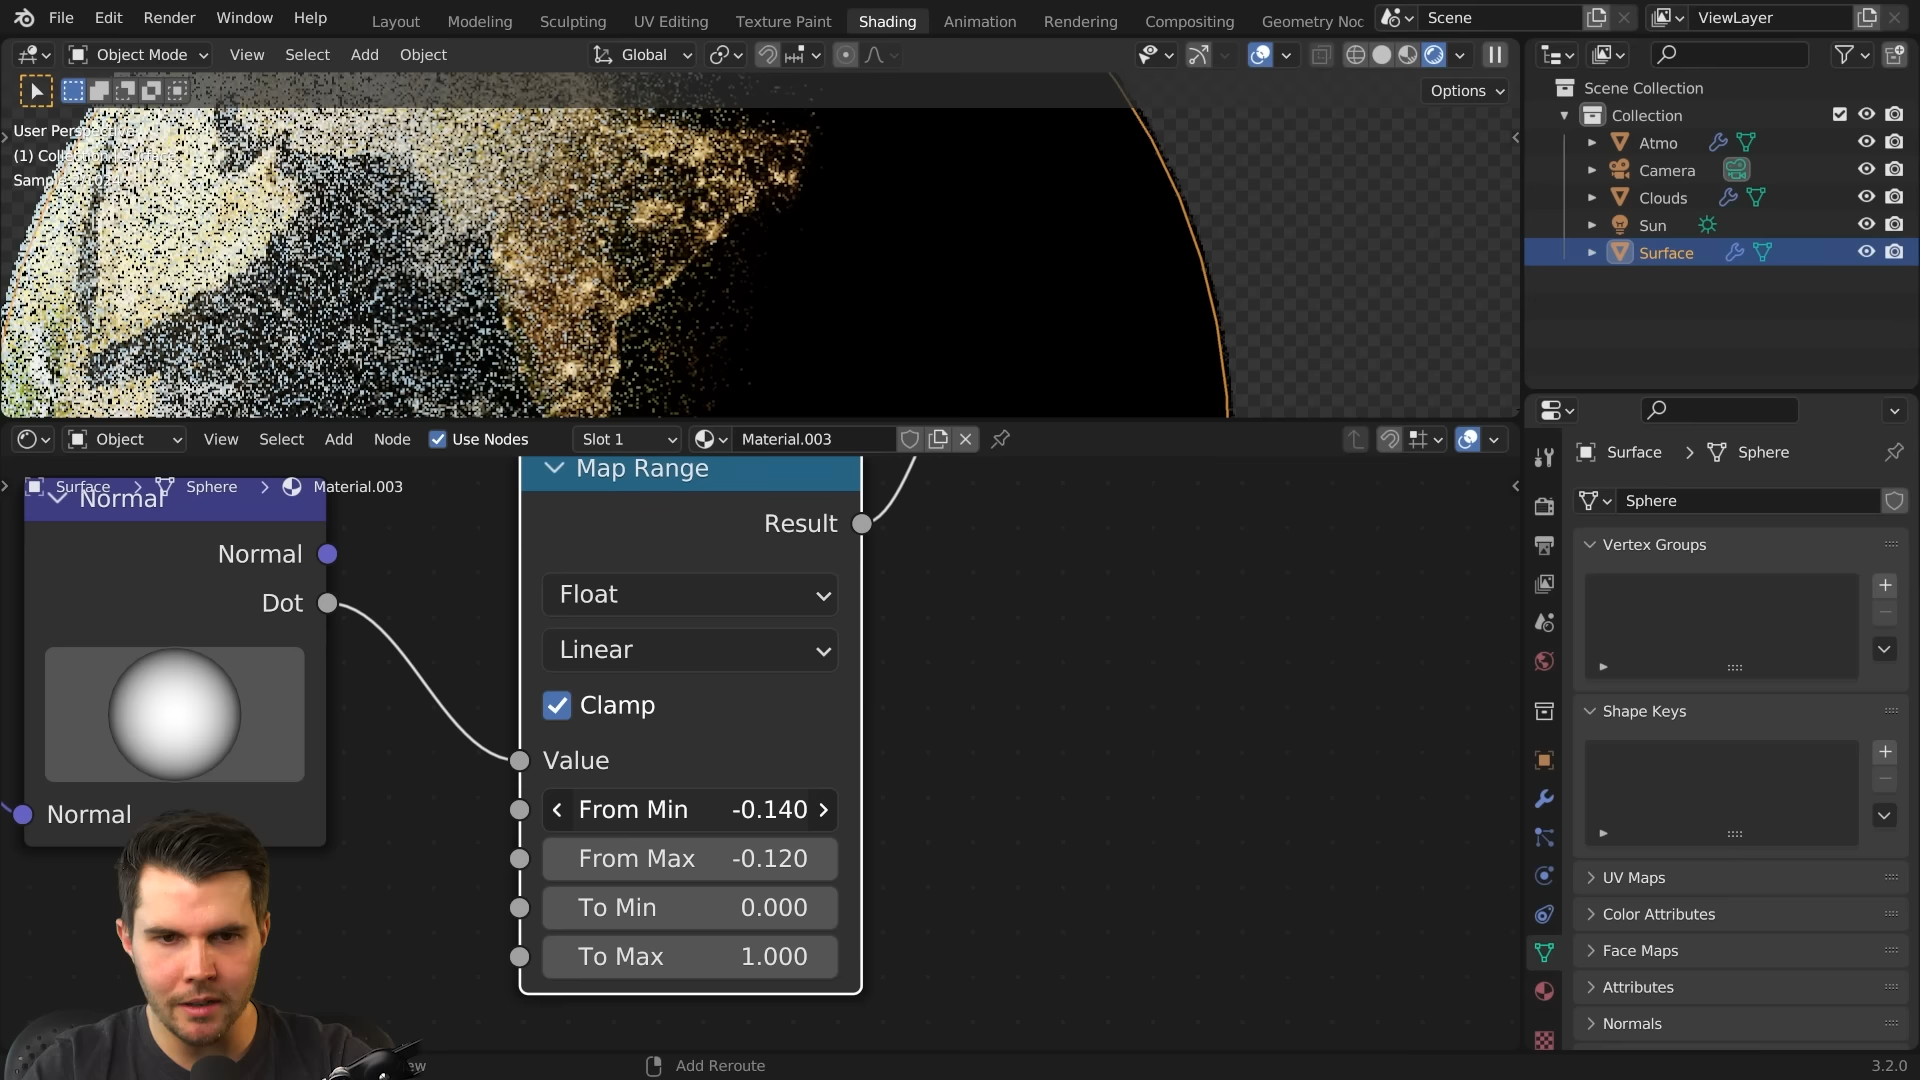 File Edit Render Window Help Layout Modeling Sculpting UV Editing Texture Paint Shading Animation Rendering Compositing Geometry Noc Scene ViewLayer
Object Mode View Select Add Object Global
Options
User Perspective
(1) Collection | Surface
Scene Collection
Collection
Atmo
Camera
Clouds
Sun
Surface
Object View Select Add Node Use Nodes Slot 1 Material.003
Surface > Sphere > Material.003
Normal
Normal
Dot
Normal
Map Range
Result
Float
Linear
Clamp
Value
From Min -0.140
From Max -0.120
To Min 0.000
To Max 1.000
Surface > Sphere
Sphere
Vertex Groups
Shape Keys
UV Maps
Color Attributes
Face Maps
Attributes
Normals
Add Reroute
3.2.0